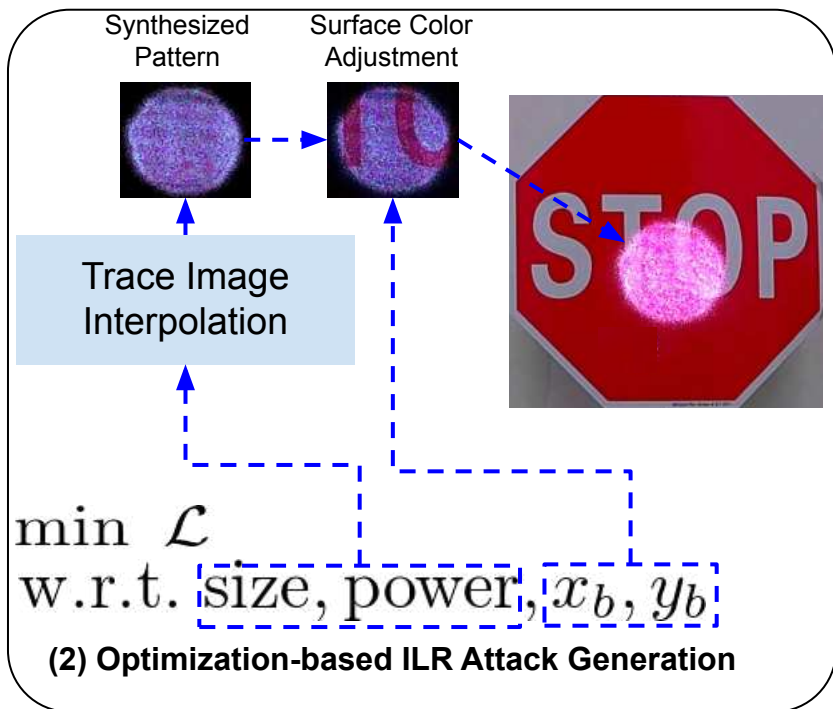 Synthesized
Pattern
Surface Color
Adjustment
STOP
Trace Image
Interpolation
min ℒ
w.r.t. size, power, x_b, y_b
(2) Optimization-based ILR Attack Generation